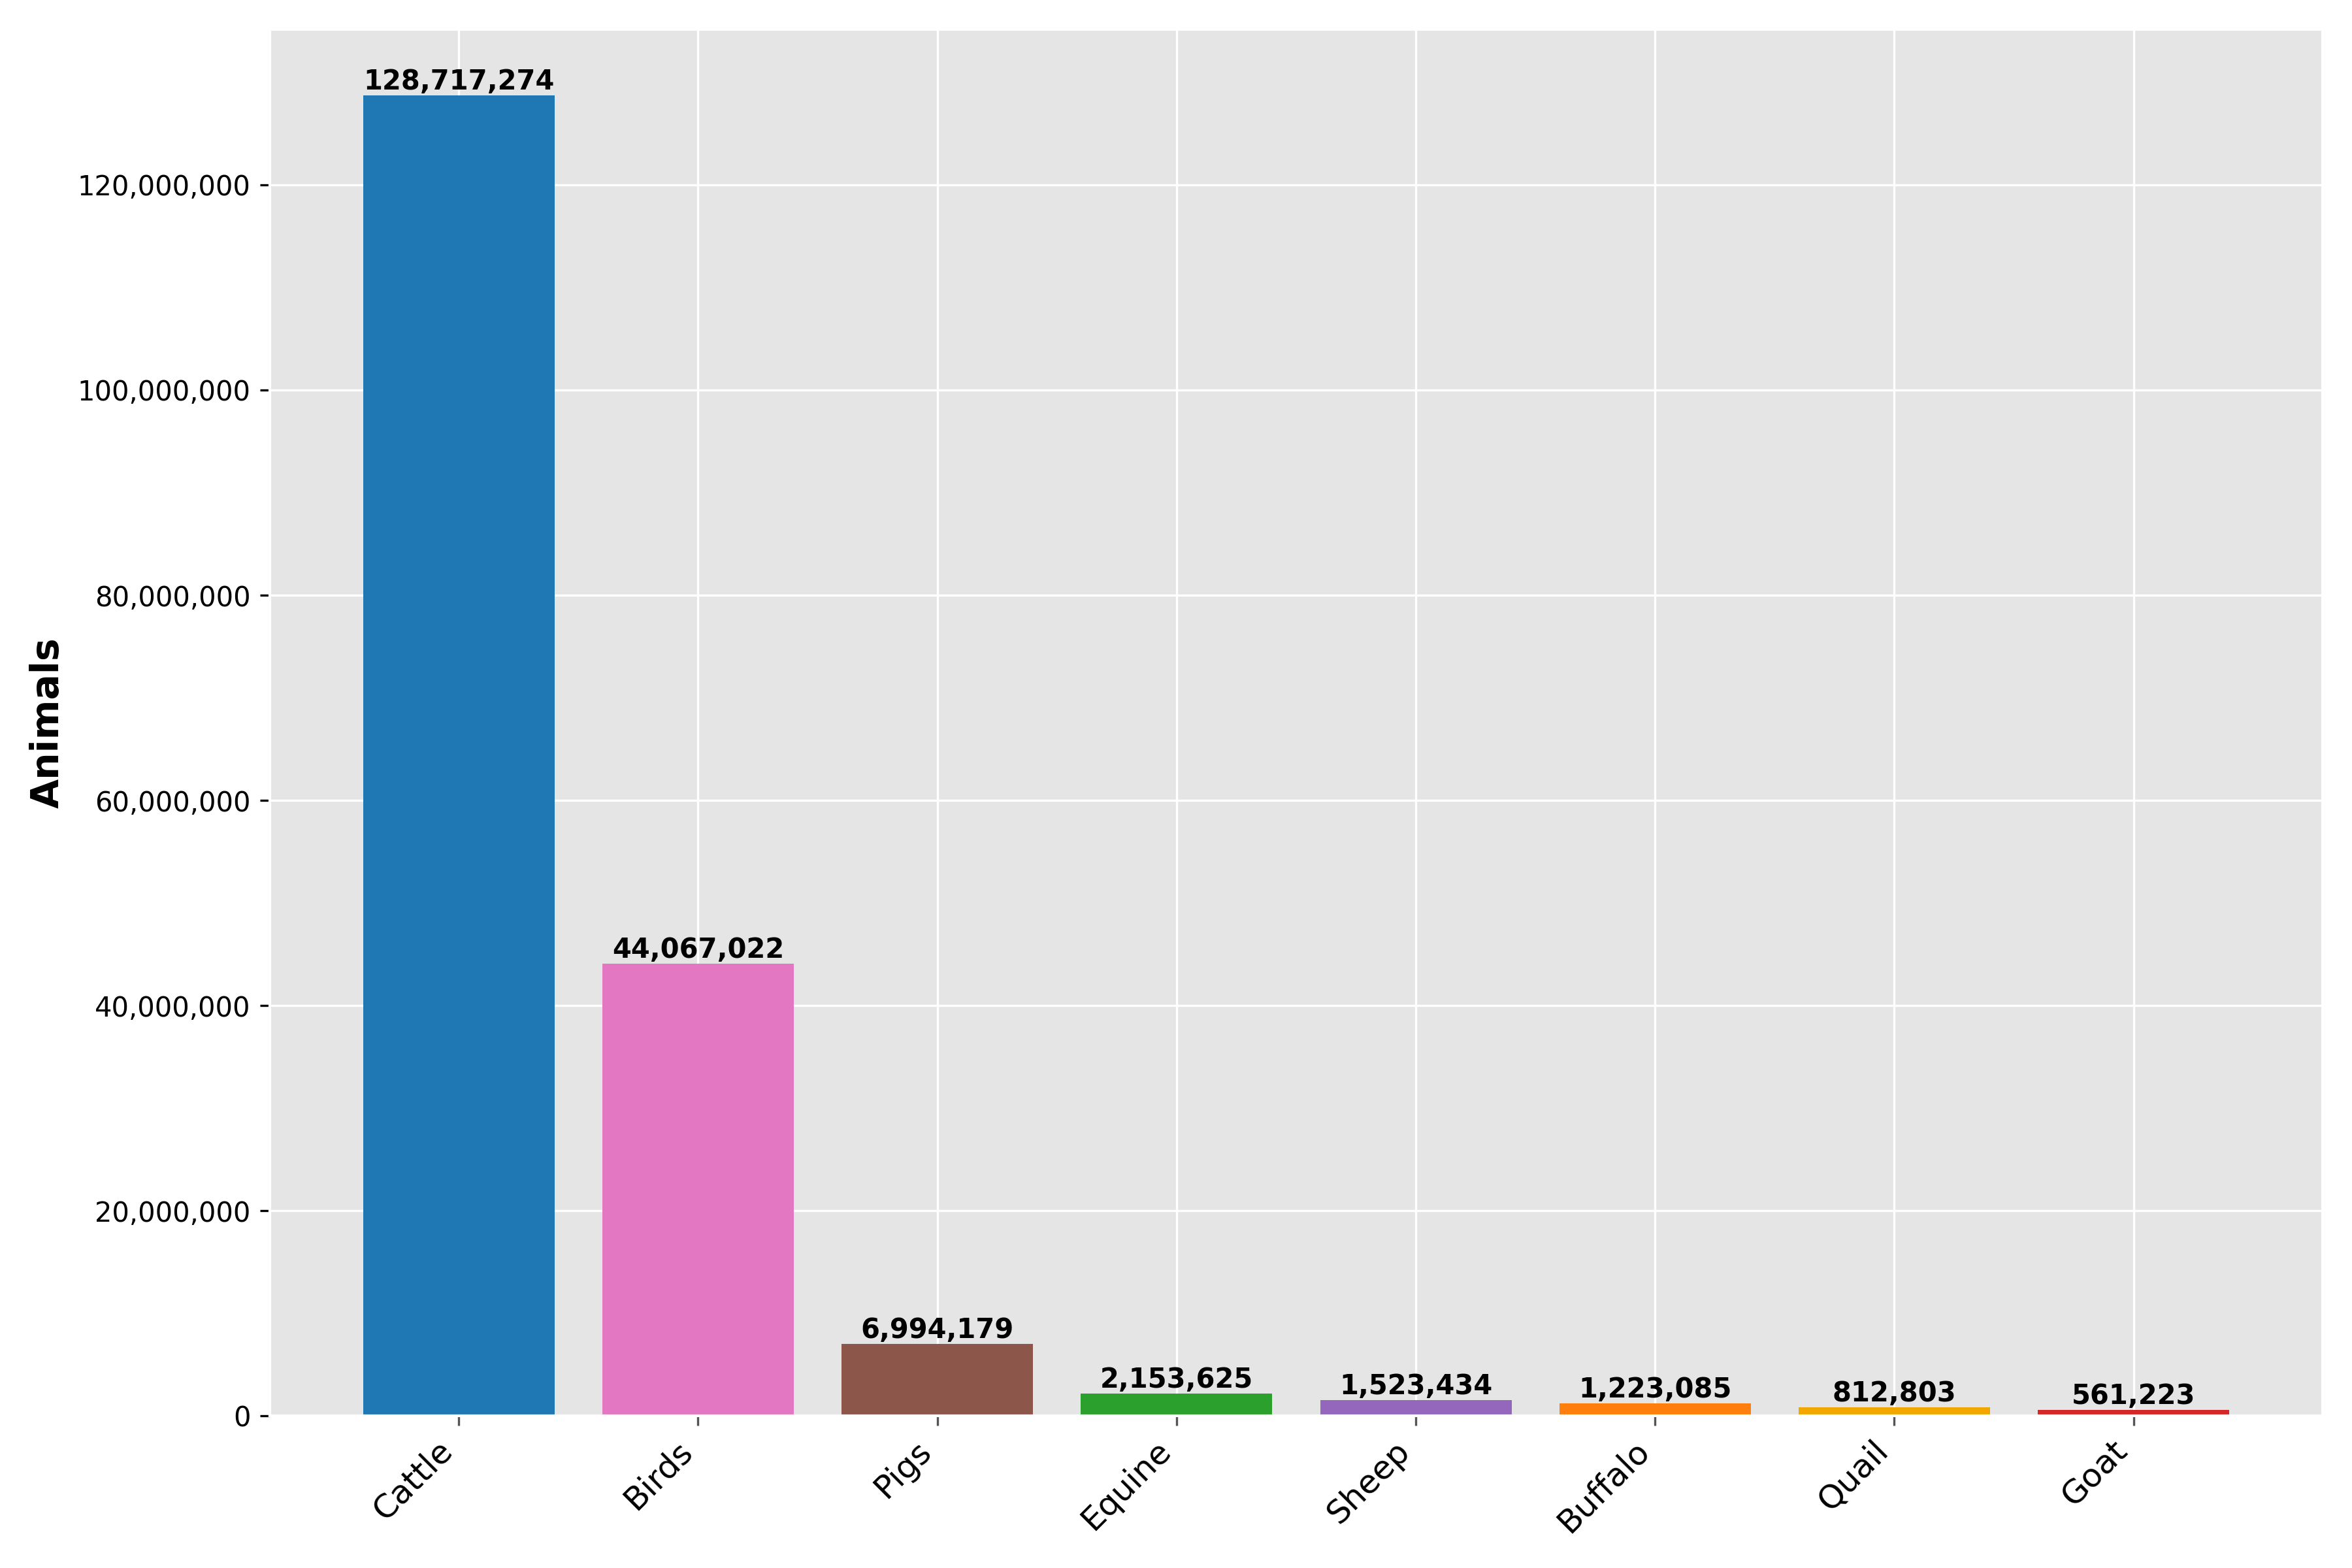 128,717,274
120,000,000
100,000,000
80,000,000
60,000,000
40,000,000
20,000,000
0
Animals
44,067,022
6,994,179
2,153,625
1,523,434
1,223,085
812,803
561,223
Cattle
Birds
Pigs
Equine
Sheep
Buffalo
Quail
Goat